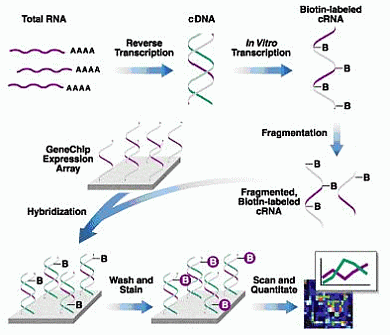 Total RNA
AAAA
AAAA
AAAA
Reverse
Transcription
cDNA
In Vitro
Transcription
Biotin-labeled
cRNA
B
B
B
B
Fragmentation
GeneChip
Expression
Array
B
B
B
Fragmented,
Biotin-labeled
cRNA
Hybridization
B
B
B
B
Wash and
Stain
B
B
B
B
Scan and
Quantitate